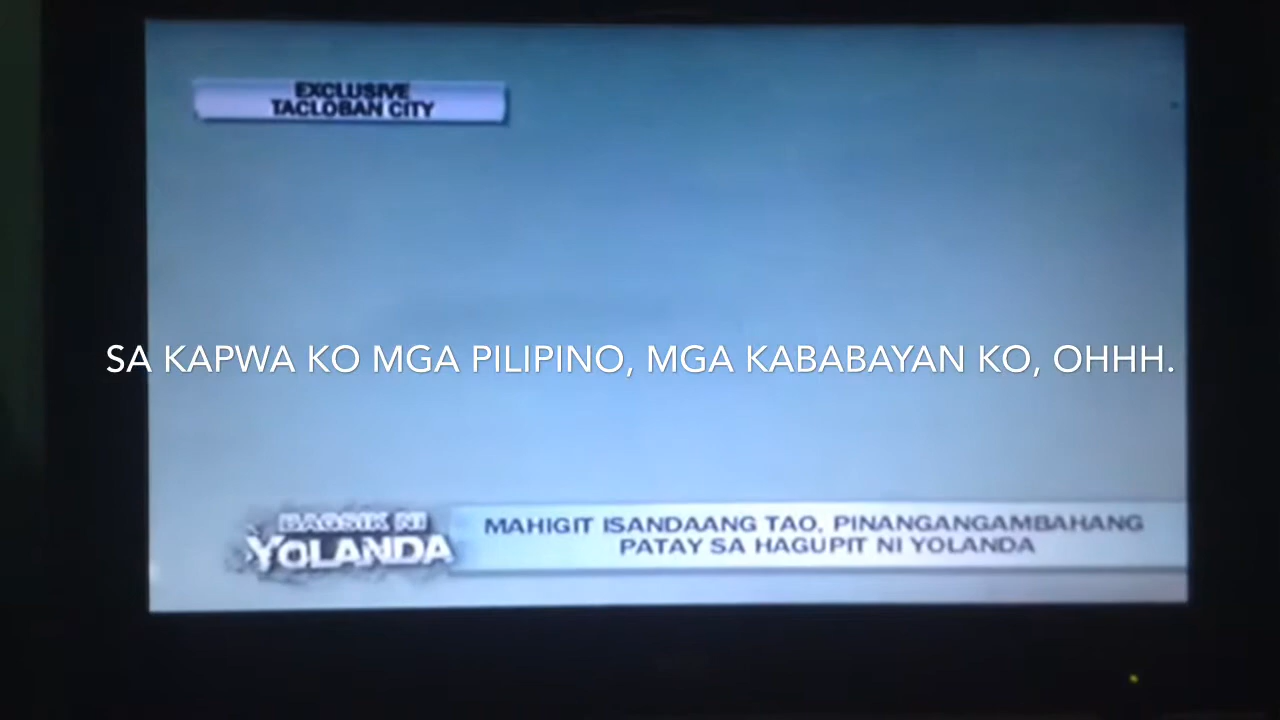 EXCLUSIVE
TACLOBAN CITY
SA KAPWA KO MGA PILIPINO, MGA KABABAYAN KO, OHHH.
BAGSIK NI
YOLANDA
MAHIGIT ISANDAANG TAO, PINANGANGAMBAHANG
PATAY SA HAGUPIT NI YOLANDA